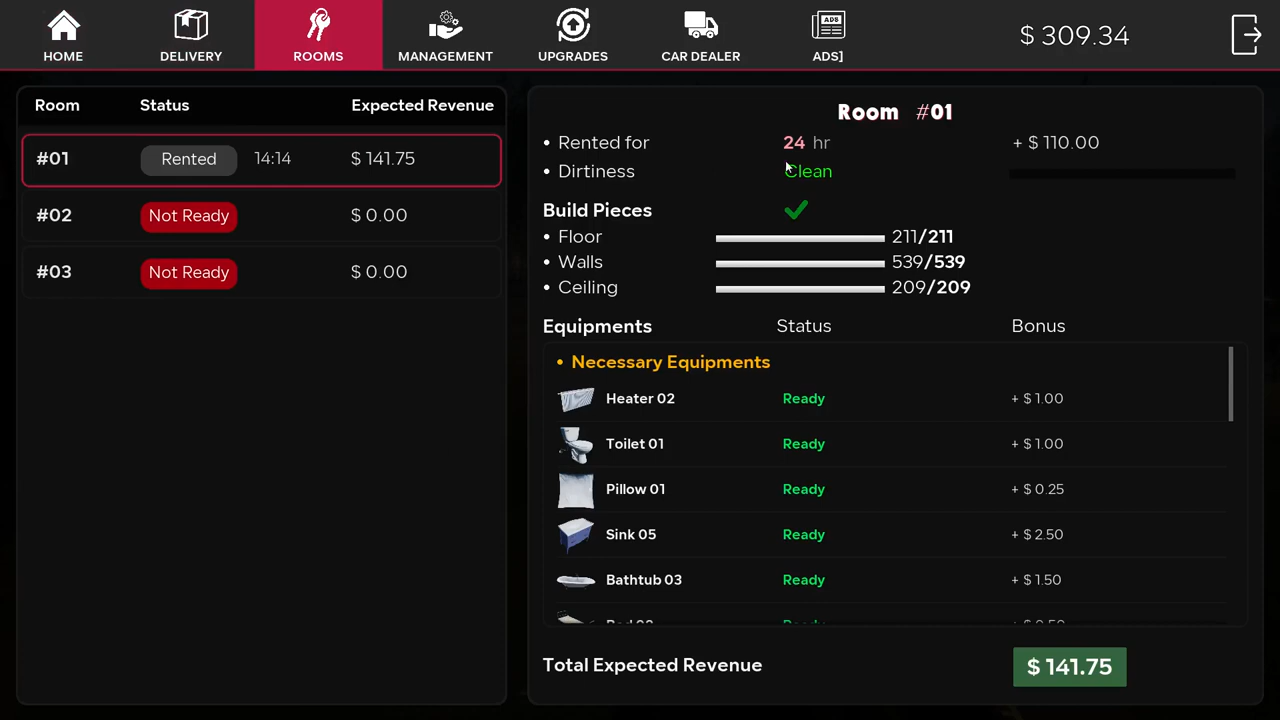 HOME
DELIVERY
ROOMS
MANAGEMENT
UPGRADES
CAR DEALER
ADS
ADS]
$ 309.34
Room Status Expected Revenue
#01 Rented 14:14 $ 141.75
#02 Not Ready $ 0.00
#03 Not Ready $ 0.00
Room #01
• Rented for 24 hr + $ 110.00
• Dirtiness Clean
Build Pieces
• Floor 211/211
• Walls 539/539
• Ceiling 209/209
Equipments Status Bonus
• Necessary Equipments
Heater 02 Ready + $ 1.00
Toilet 01 Ready + $ 1.00
Pillow 01 Ready + $ 0.25
Sink 05 Ready + $ 2.50
Bathtub 03 Ready + $ 1.50
Total Expected Revenue $ 141.75